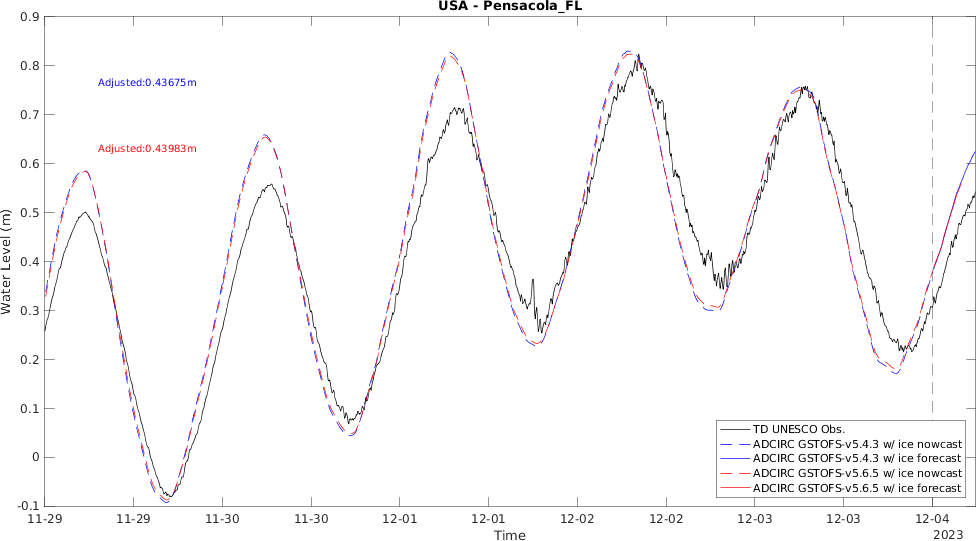 USA - Pensacola_FL
0.9
0.8
0.7
0.6
0.5
0.4
0.3
0.2
0.1
0
-0.1
Water Level (m)
Adjusted:0.43675m
Adjusted:0.43983m
TD UNESCO Obs.
ADCIRC GSTOFS-v5.4.3 w/ ice nowcast
ADCIRC GSTOFS-v5.4.3 w/ ice forecast
ADCIRC GSTOFS-v5.6.5 w/ ice nowcast
ADCIRC GSTOFS-v5.6.5 w/ ice forecast
11-29 11-29 11-30 11-30 12-01 12-01 12-02 12-02 12-03 12-03 12-04
Time 2023